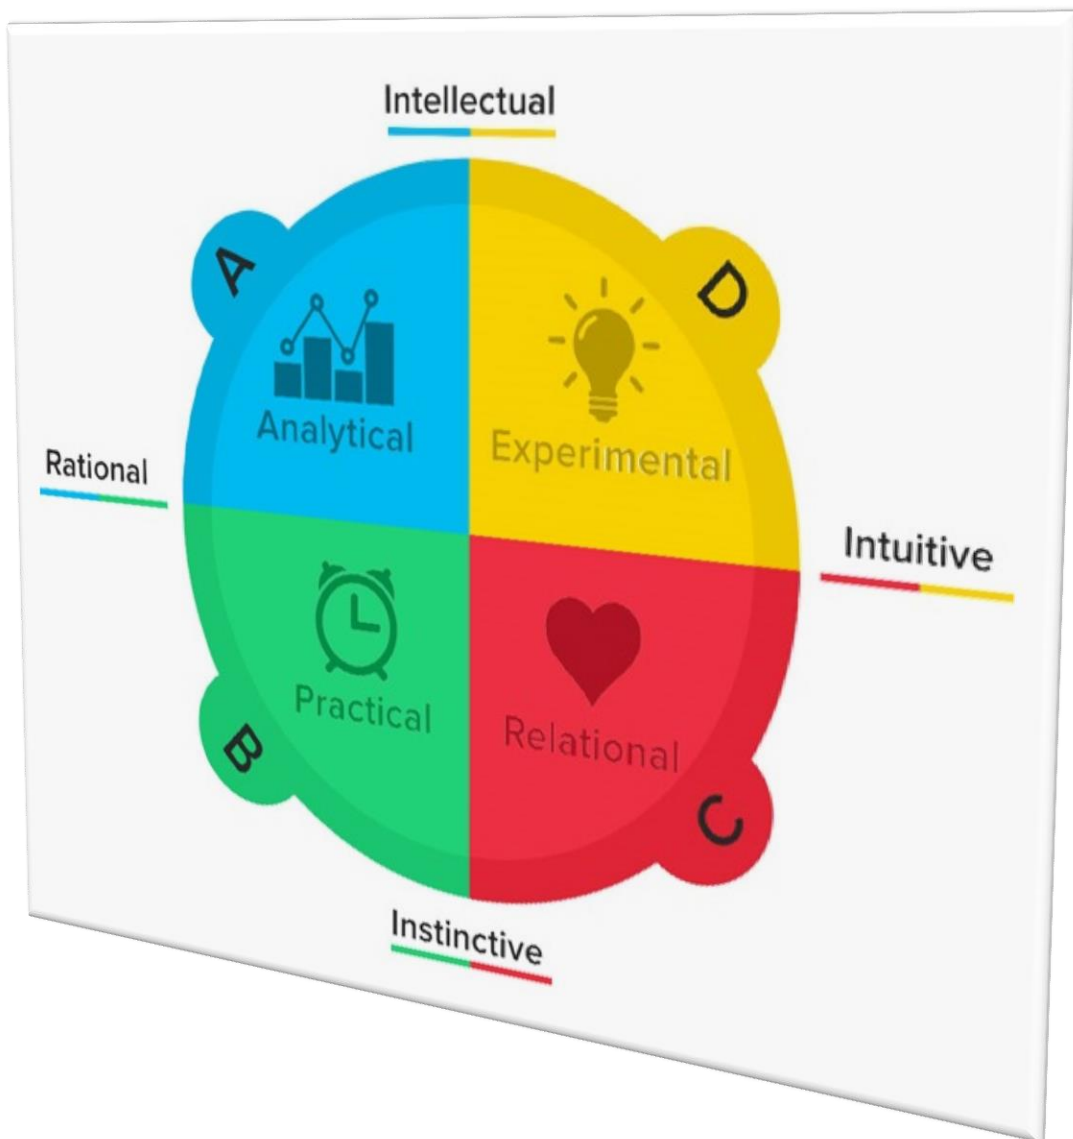 Intellectual
A
D
Analytical
Experimental
Rational
Intuitive
Practical
Relational
B
C
Instinctive